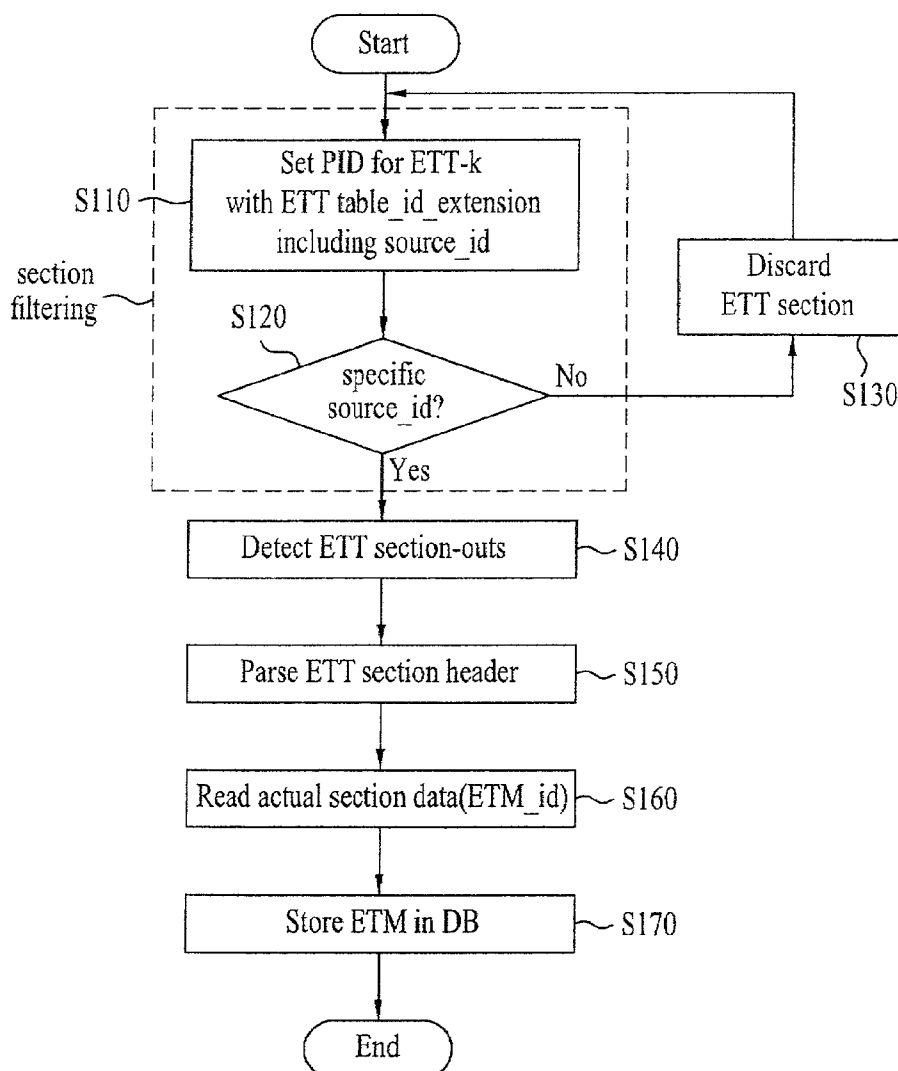 Start
Set PID for ETT-k
with ETT table_id_extension
including source_id
S110
section
filtering
Discard
ETT section
S130
S120
specific
source_id?
No
Yes
Detect ETT section-outs
S140
Parse ETT section header
S150
Read actual section data(ETM_id)
S160
Store ETM in DB
S170
End